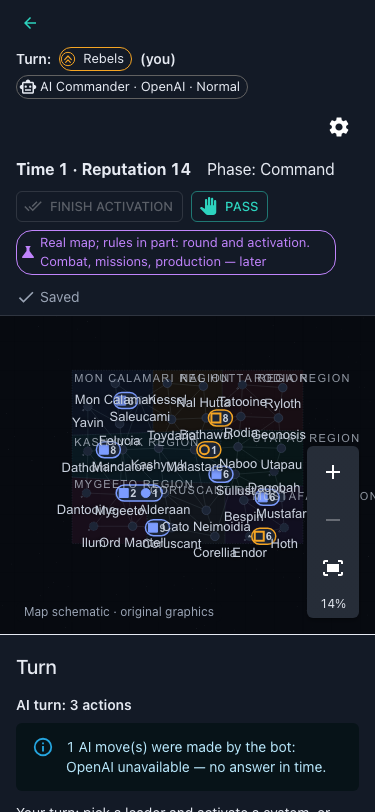 Turn: Rebels (you)
AI Commander · OpenAI · Normal
Time 1 · Reputation 14 Phase: Command
FINISH ACTIVATION PASS
Real map; rules in part: round and activation.
Combat, missions, production — later
Saved
MON CALAMARI REGION
REGION
Mon Calamari
Kessel
Nal Hutta
Tatooine
Ryloth
Saleucami
8
Yavin
Toydaria
Bothawui
Rodia
Geonosis
Felucia
REGION
8
1
Dathomir
Mandalore
Kashyyyk
Malastare
Naboo
Utapau
MYGEETO REGION
6
Sullust
Dagobah
2 1
Dantooine
Mygeeto
Alderaan
Bespin
Mustafar
Cato Neimoidia
Ilum
Ord Mantell
Coruscant
6
Hoth
Corellia
Endor
14%
Map schematic · original graphics
Turn
AI turn: 3 actions
1 AI move(s) were made by the bot:
OpenAI unavailable — no answer in time.